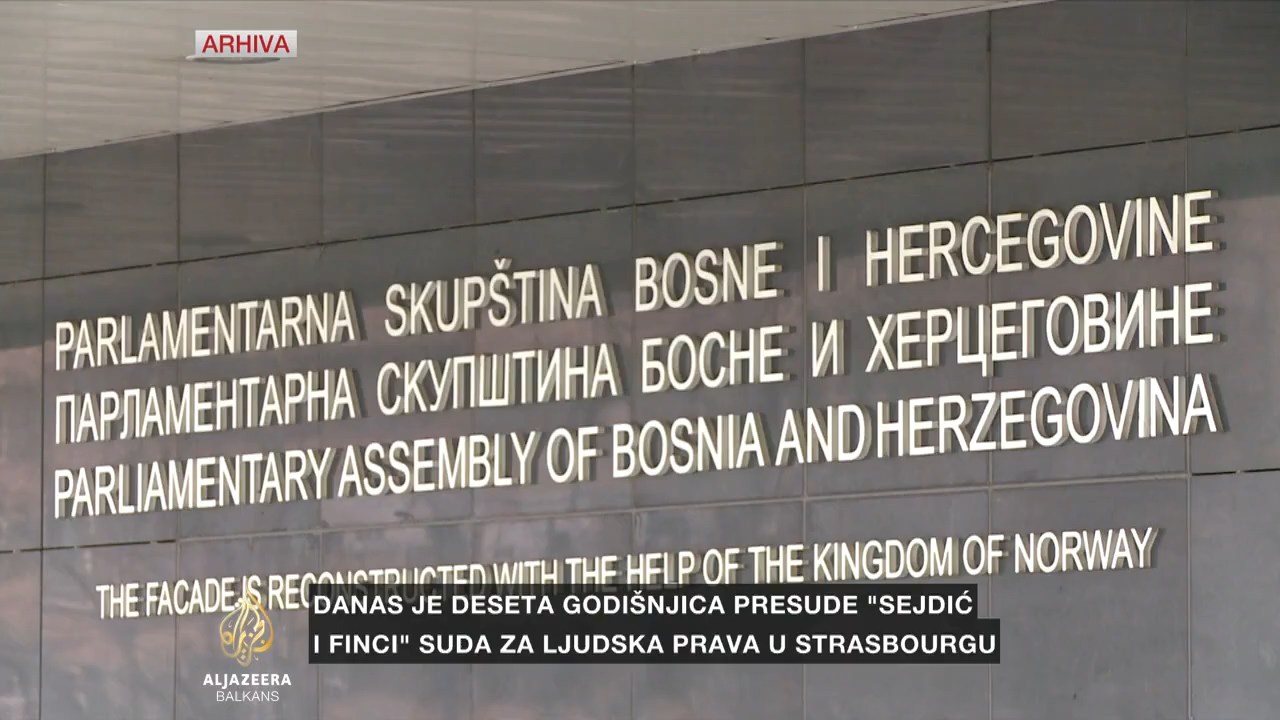 ARHIVA
PARLAMENTARNA SKUPŠTINA BOSNE I HERCEGOVINE
ПАРЛАМЕНТАРНА СКУПШТИНА БОСНЕ И ХЕРЦЕГОВИНЕ
PARLIAMENTARY ASSEMBLY OF BOSNIA AND HERZEGOVINA
THE FACADE IS RECONSTRUCTED WITH THE HELP OF THE KINGDOM OF NORWAY
DANAS JE DESETA GODIŠNJICA PRESUDE "SEJDIĆ
I FINCI" SUDA ZA LJUDSKA PRAVA U STRASBOURGU
ALJAZEERA
BALKANS